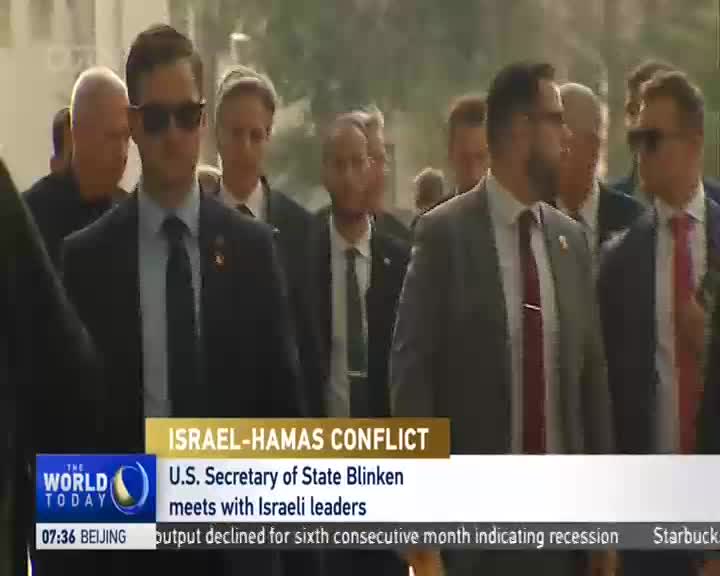 ISRAEL-HAMAS CONFLICT
U.S. Secretary of State Blinken
meets with Israeli leaders
THE
WORLD
TODAY
07:36 BEIJING
output declined for sixth consecutive month indicating recession Starbuck